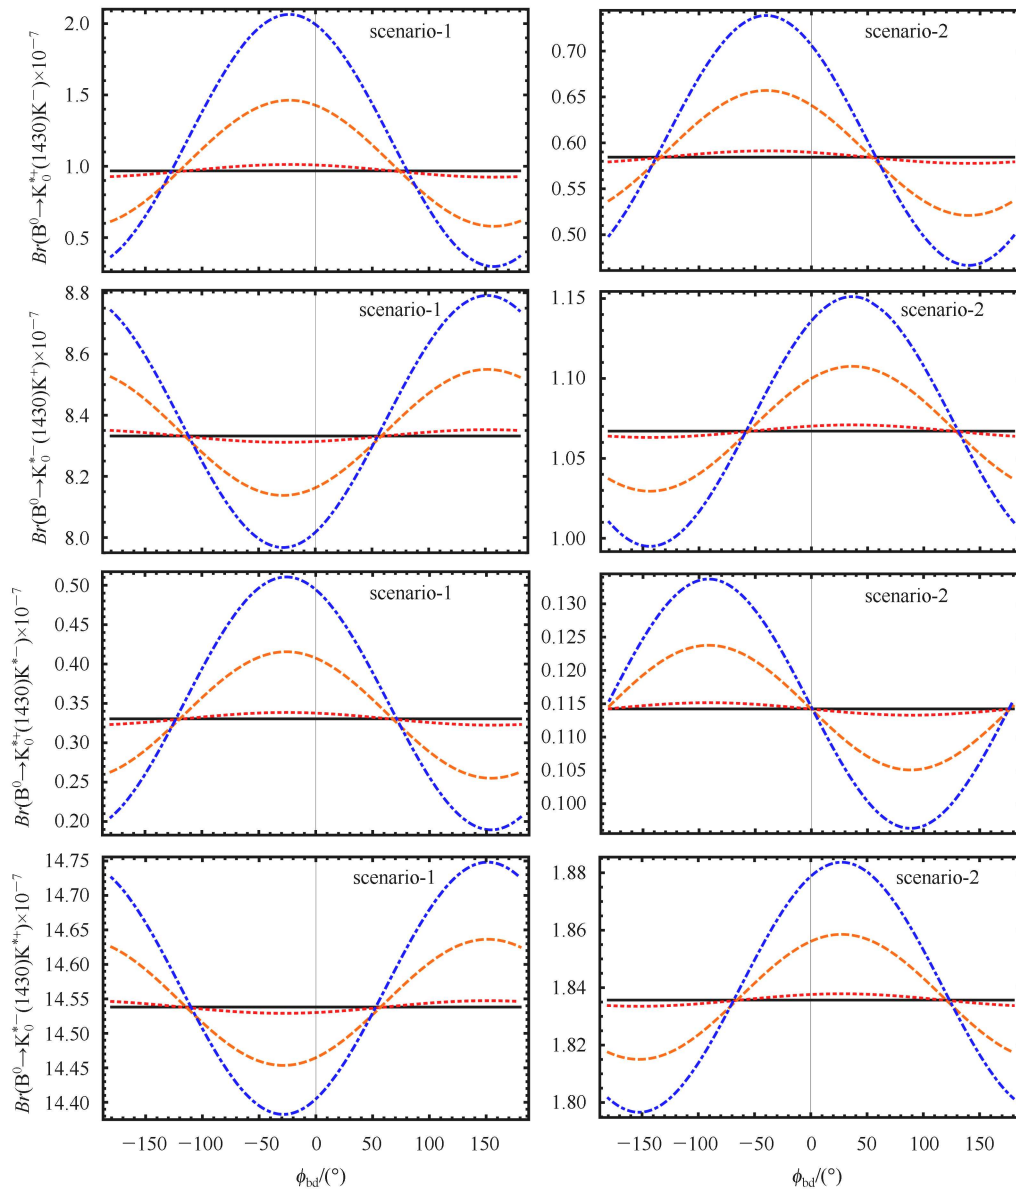 Br(B⁰→K₀*⁺(1430)K⁻)×10⁻⁷
2.0
1.5
1.0
0.5
scenario-1
0.70
0.65
0.60
0.55
0.50
scenario-2
Br(B⁰→K₀*⁻(1430)K⁺)×10⁻⁷
8.8
8.6
8.4
8.2
8.0
scenario-1
1.15
1.10
1.05
1.00
scenario-2
Br(B⁰→K₀*⁺(1430)K*⁻)×10⁻⁷
0.50
0.45
0.40
0.35
0.30
0.25
0.20
scenario-1
0.130
0.125
0.120
0.115
0.110
0.105
0.100
scenario-2
Br(B⁰→K₀*⁻(1430)K*⁺)×10⁻⁷
14.75
14.70
14.65
14.60
14.55
14.50
14.45
14.40
scenario-1
1.88
1.86
1.84
1.82
1.80
scenario-2
−150 −100 −50 0 50 100 150
−150 −100 −50 0 50 100 150
ϕbd/(°)
ϕbd/(°)